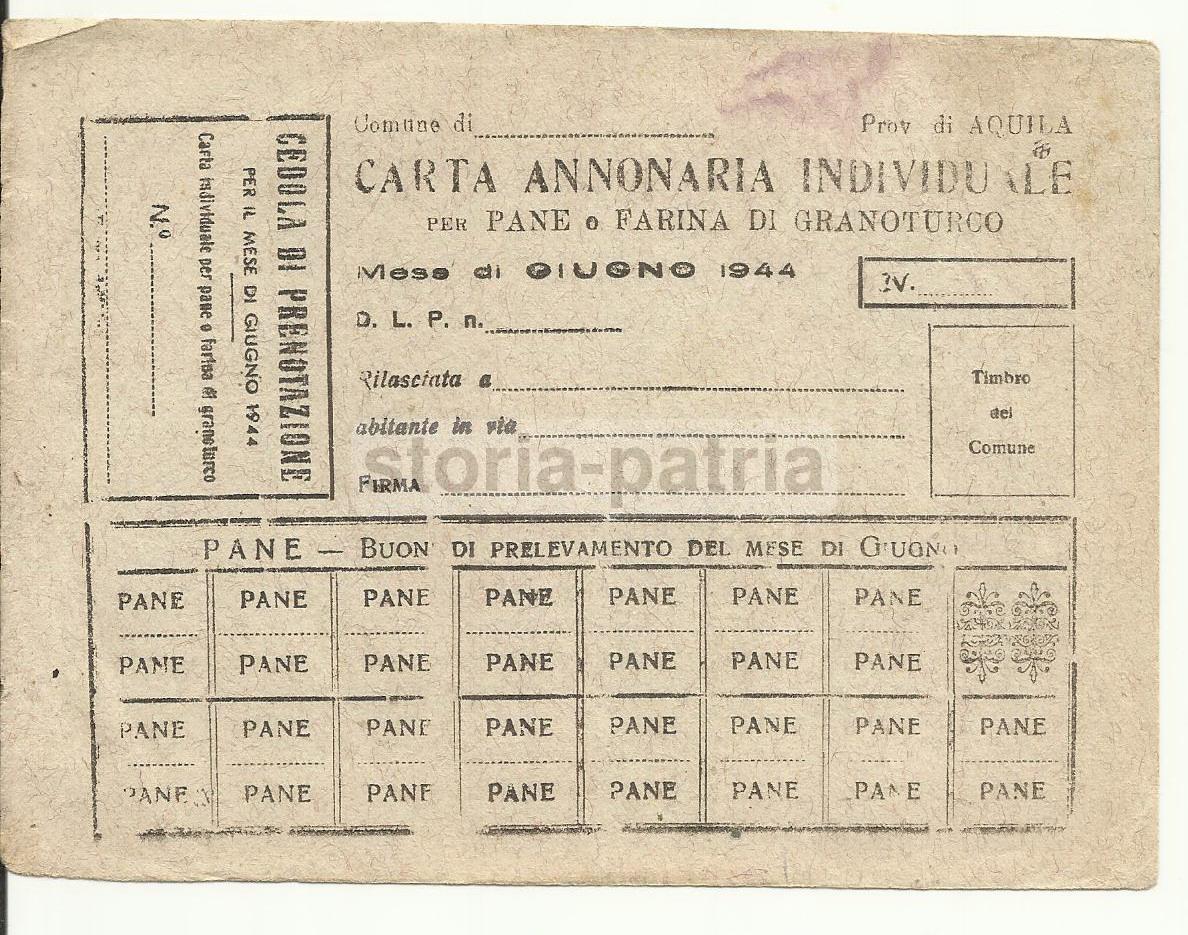 CEDOLA DI PRENOTAZIONE
PER IL MESE DI GIUGNO 1944
Carta individuale per pane o farina di granoturco
N.º
Comune di
Prov di AQUILA
CARTA ANNONARIA INDIVIDUALE
PER PANE o FARINA DI GRANOTURCO
Mese di GIUGNO 1944
N.
D. L. P. n.
Rilasciata a
abitante in via
FIRMA
Timbro
del
Comune
storia-patria
PANE — BUONI DI PRELEVAMENTO DEL MESE DI GIUGNO
PANE PANE PANE PANE PANE PANE PANE
PANE PANE PANE PANE PANE PANE PANE
PANE PANE PANE PANE PANE PANE PANE PANE
PANE PANE PANE PANE PANE PANE PANE PANE